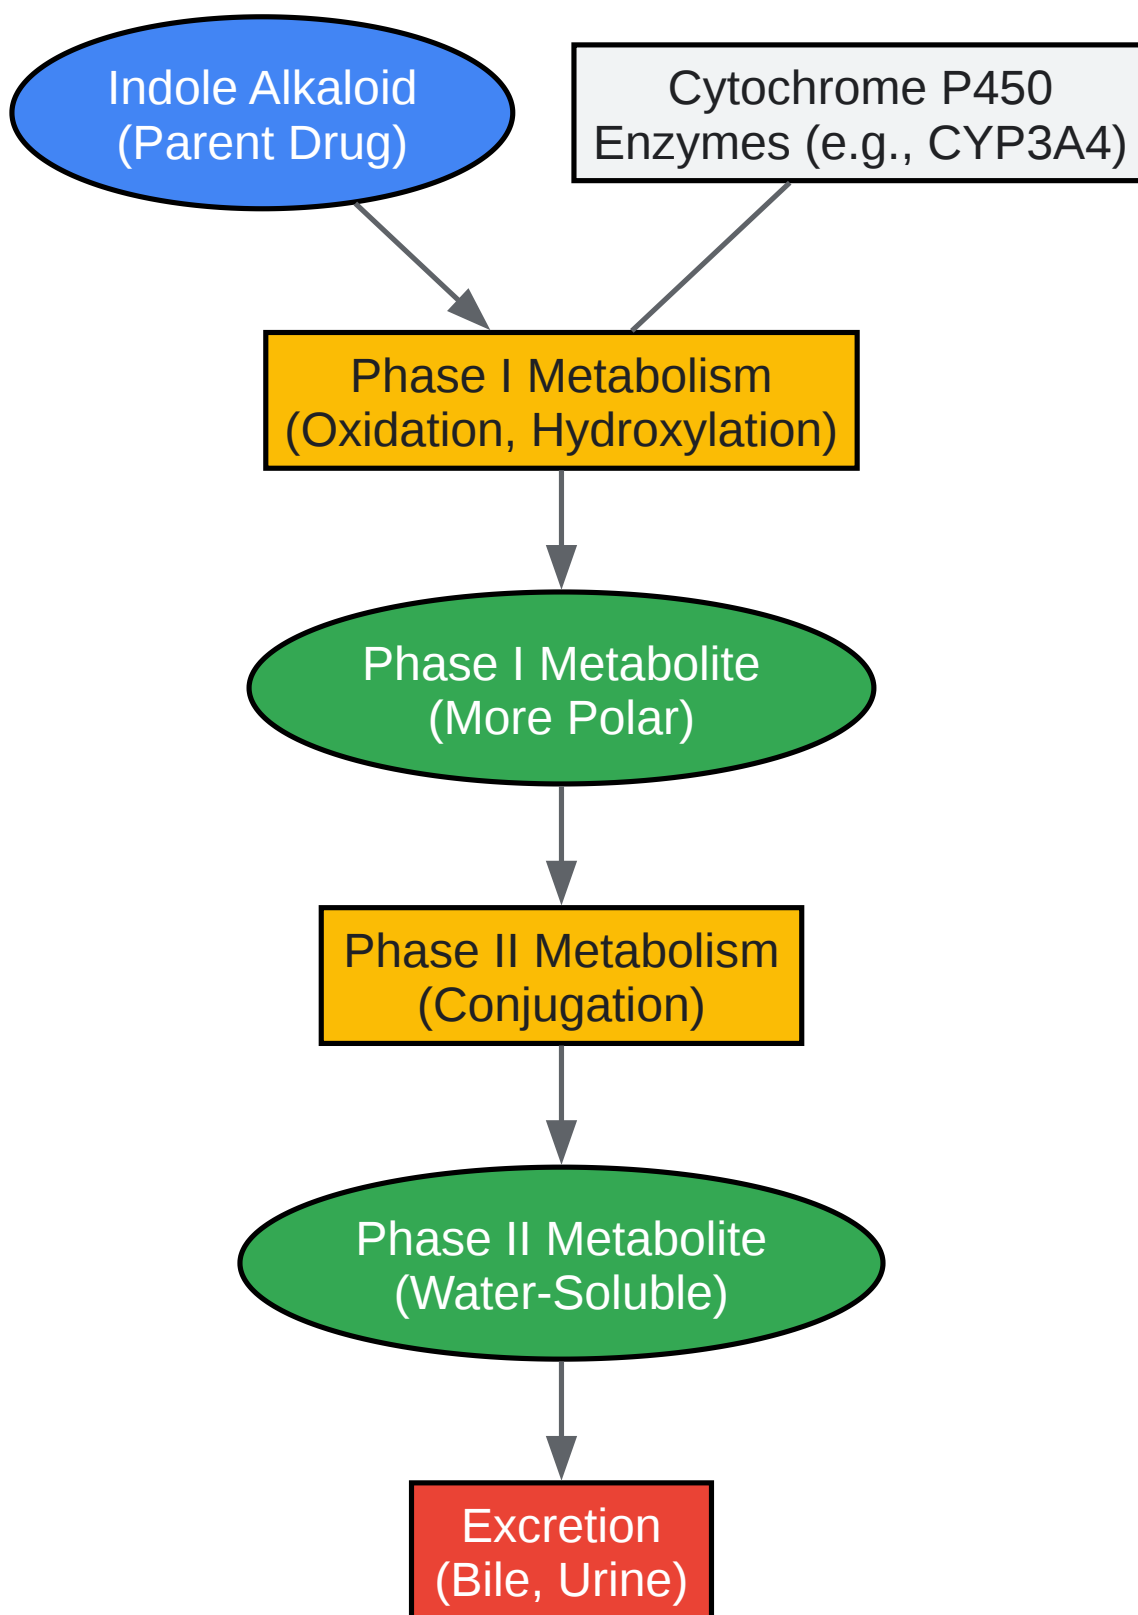 Indole Alkaloid
(Parent Drug)
Cytochrome P450
Enzymes (e.g., CYP3A4)
Phase I Metabolism
(Oxidation, Hydroxylation)
Phase I Metabolite
(More Polar)
Phase II Metabolism
(Conjugation)
Phase II Metabolite
(Water-Soluble)
Excretion
(Bile, Urine)